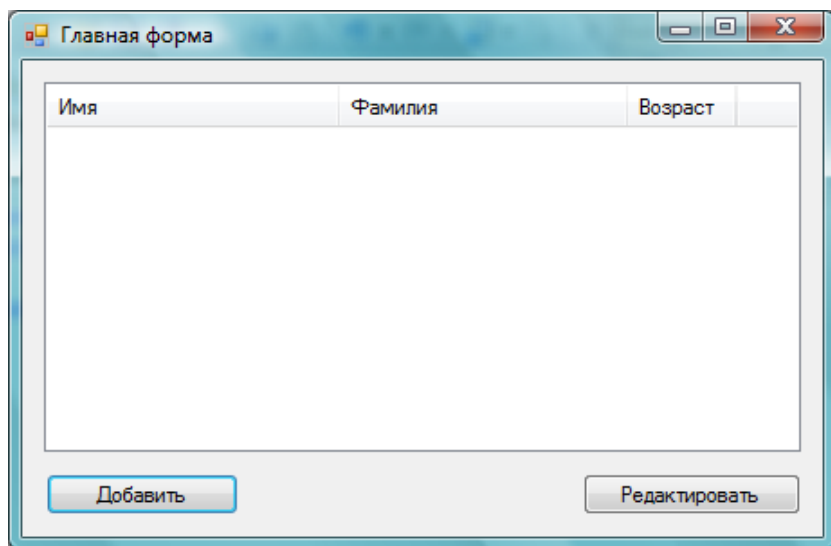 Главная форма
Имя Фамилия Возраст
Добавить Редактировать